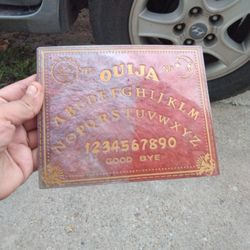 OUIJA
ABCDEFGHIJKLM
NOPQRSTUVWXYZ
1234567890
GOOD BYE